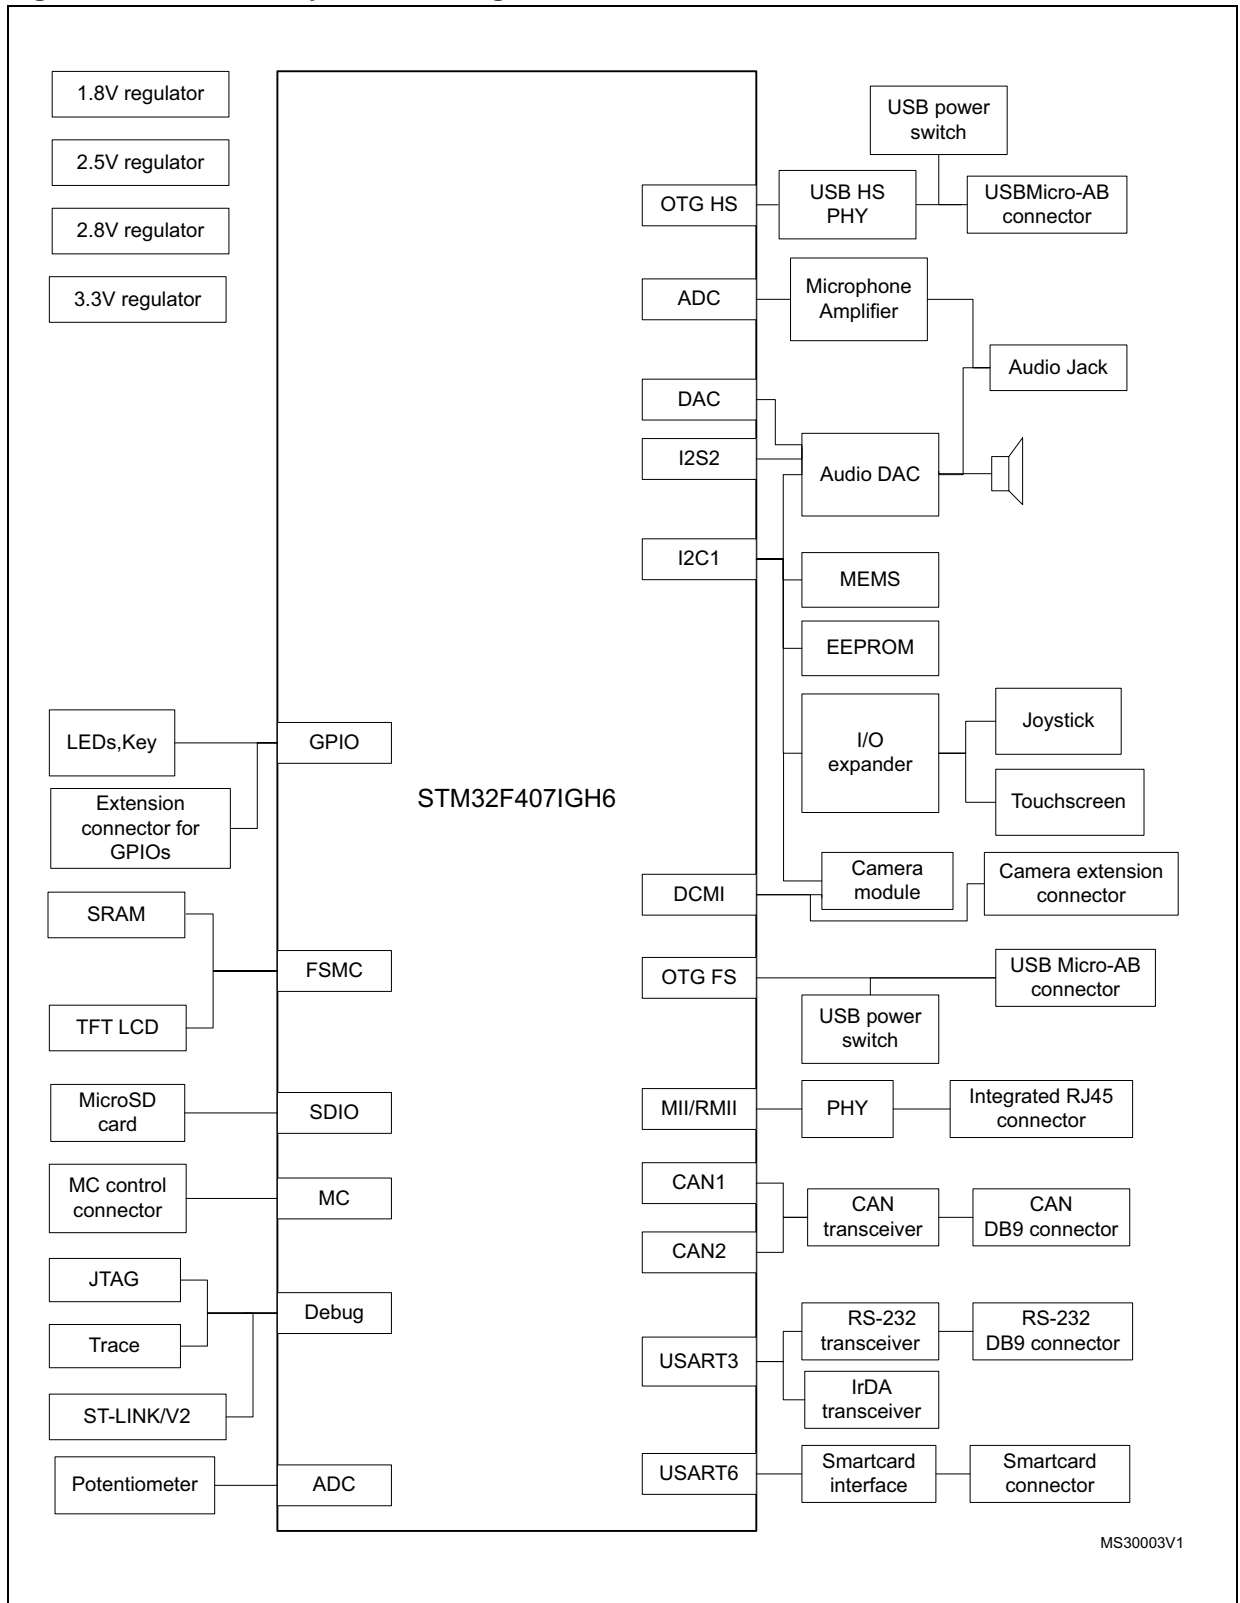 1.8V regulator
2.5V regulator
2.8V regulator
3.3V regulator
LEDs,Key
Extension
connector for
GPIOs
SRAM
TFT LCD
MicroSD
card
MC control
connector
JTAG
Trace
ST-LINK/V2
Potentiometer
GPIO
FSMC
SDIO
MC
Debug
ADC
STM32F407IGH6
OTG HS
ADC
DAC
I2S2
I2C1
DCMI
OTG FS
MII/RMII
CAN1
CAN2
USART3
USART6
USB power
switch
USB HS
PHY
USBMicro-AB
connector
Microphone
Amplifier
Audio Jack
Audio DAC
MEMS
EEPROM
I/O
expander
Joystick
Touchscreen
Camera
module
Camera extension
connector
USB Micro-AB
connector
USB power
switch
PHY
Integrated RJ45
connector
CAN
transceiver
CAN
DB9 connector
RS-232
transceiver
RS-232
DB9 connector
IrDA
transceiver
Smartcard
interface
Smartcard
connector
MS30003V1